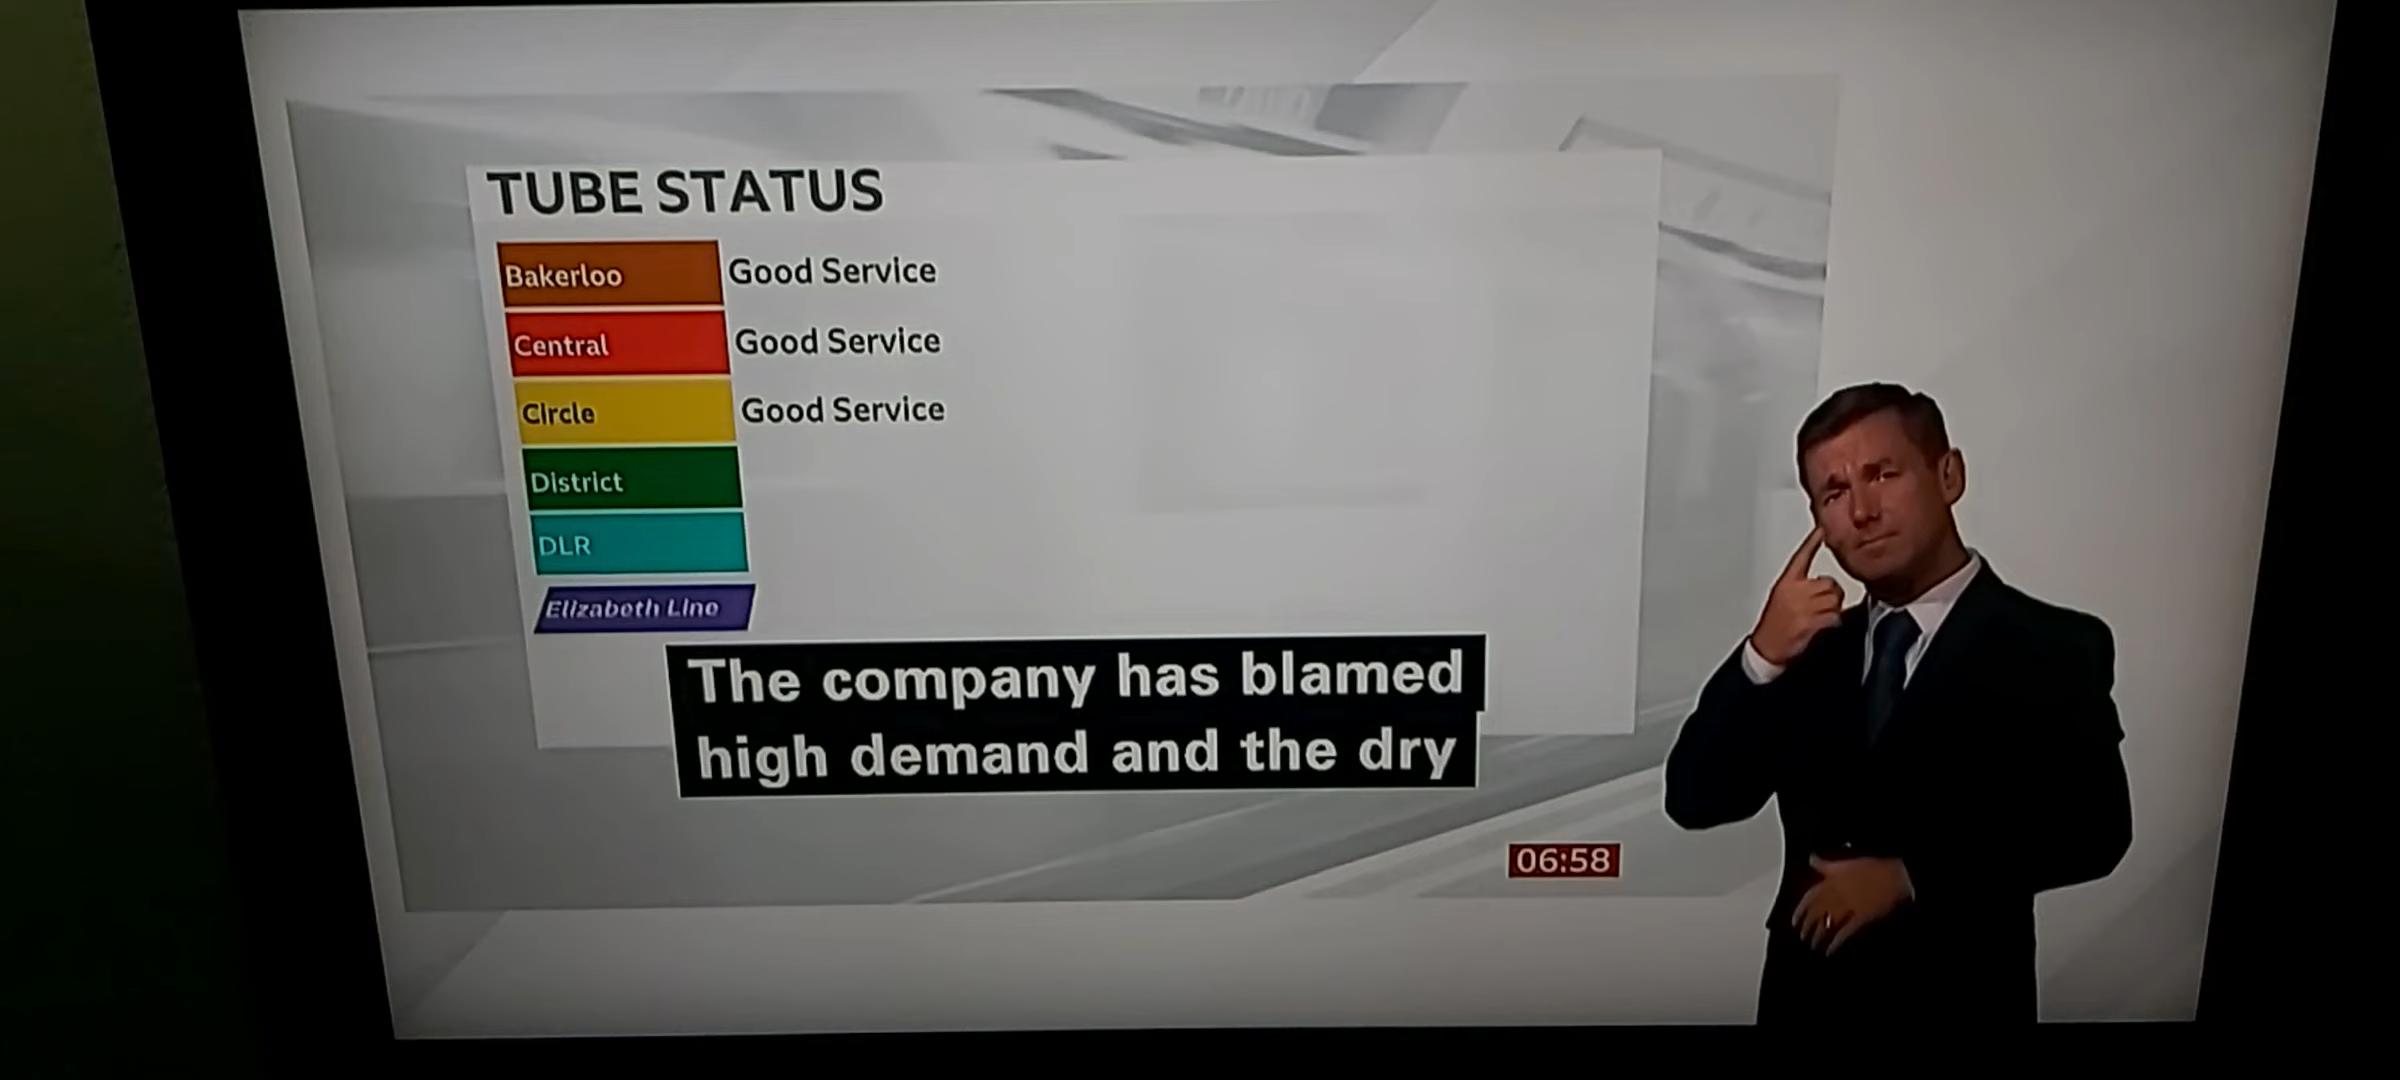 TUBE STATUS
Bakerloo Good Service
Central Good Service
Circle Good Service
District
DLR
Elizabeth Line
The company has blamed
high demand and the dry
06:58